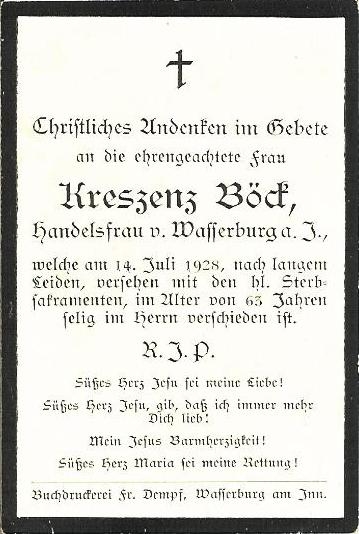 Christliches Andenken im Gebete
an die ehrengeachtete Frau
Kreszenz Böck,
Handelsfrau v. Wasserburg a. J.,
welche am 14. Juli 1928, nach langem
Leiden, versehen mit den hl. Sterb-
sakramenten, im Alter von 63 Jahren
selig im Herrn verschieden ist.
R. J. P.
Süßes Herz Jesu sei meine Liebe!
Süßes Herz Jesu, gib, daß ich immer mehr
Dich lieb!
Mein Jesus Barmherzigkeit!
Süßes Herz Maria sei meine Rettung!
Buchdruckerei Fr. Dempf, Wasserburg am Inn.